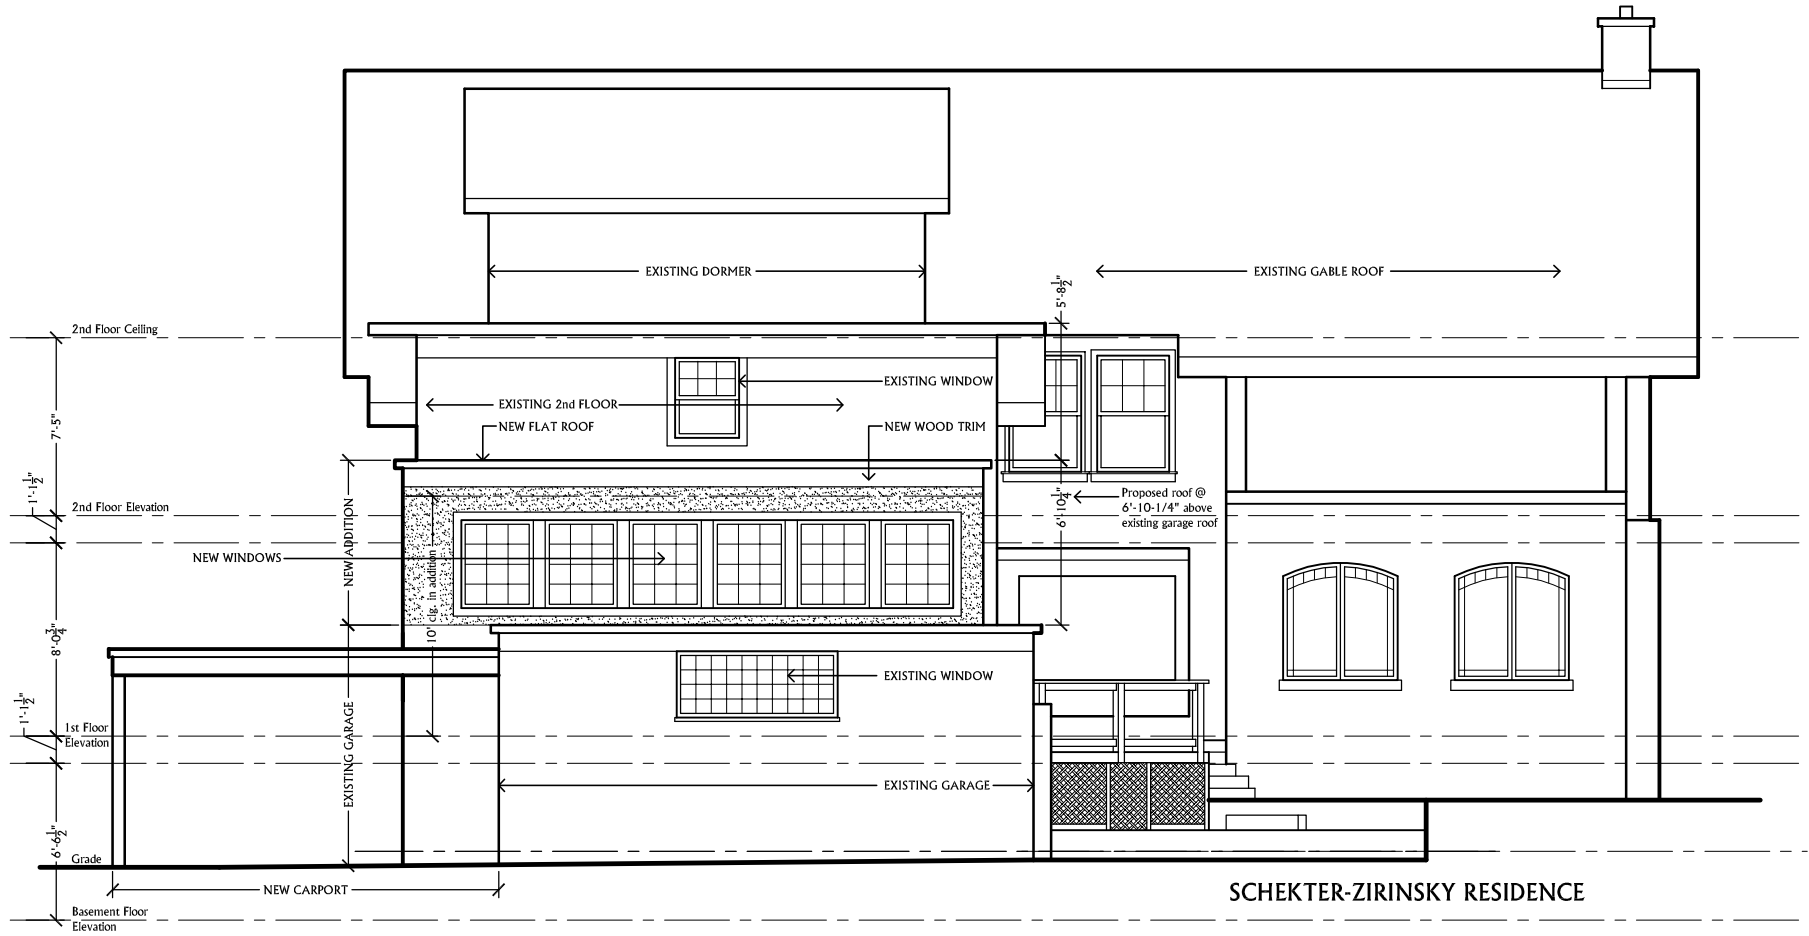 EXISTING DORMER
EXISTING GABLE ROOF
5'-8 1/2"
2nd Floor Ceiling
EXISTING WINDOW
EXISTING 2nd FLOOR
7'-5"
NEW FLAT ROOF
NEW WOOD TRIM
1'-1 1/2"
2nd Floor Elevation
Proposed roof @
6'-10-1/4" above
existing garage roof
6'-10 1/4"
NEW ADDITION
NEW WINDOWS
10' clg. in addition
8'-0 3/4"
EXISTING WINDOW
1'-1 1/2"
1st Floor
Elevation
EXISTING GARAGE
EXISTING GARAGE
6'-6 1/2"
Grade
NEW CARPORT
SCHEKTER-ZIRINSKY RESIDENCE
Basement Floor
Elevation